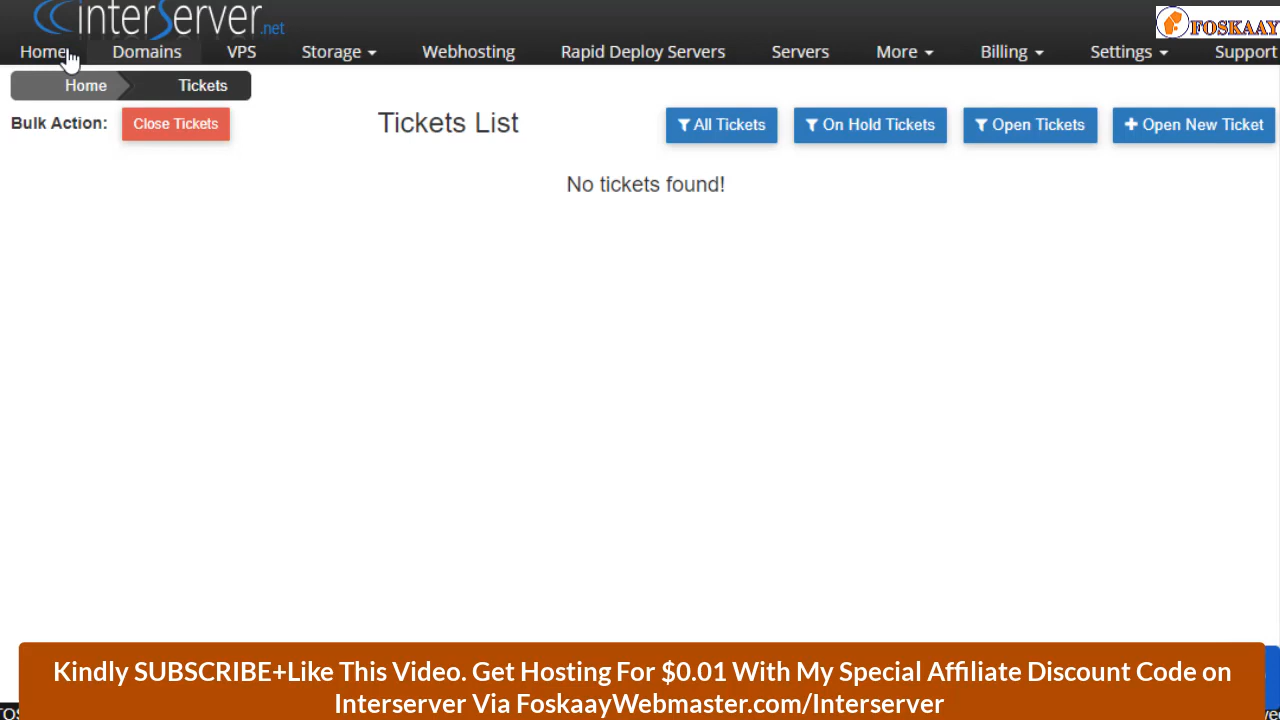 interServer.net
FOSKAAY
Home Domains VPS Storage Webhosting Rapid Deploy Servers Servers More Billing Settings Support
Home Tickets
Bulk Action: Close Tickets Tickets List All Tickets On Hold Tickets Open Tickets + Open New Ticket
No tickets found!
Kindly SUBSCRIBE+Like This Video. Get Hosting For $0.01 With My Special Affiliate Discount Code on
Interserver Via FoskaayWebmaster.com/Interserver